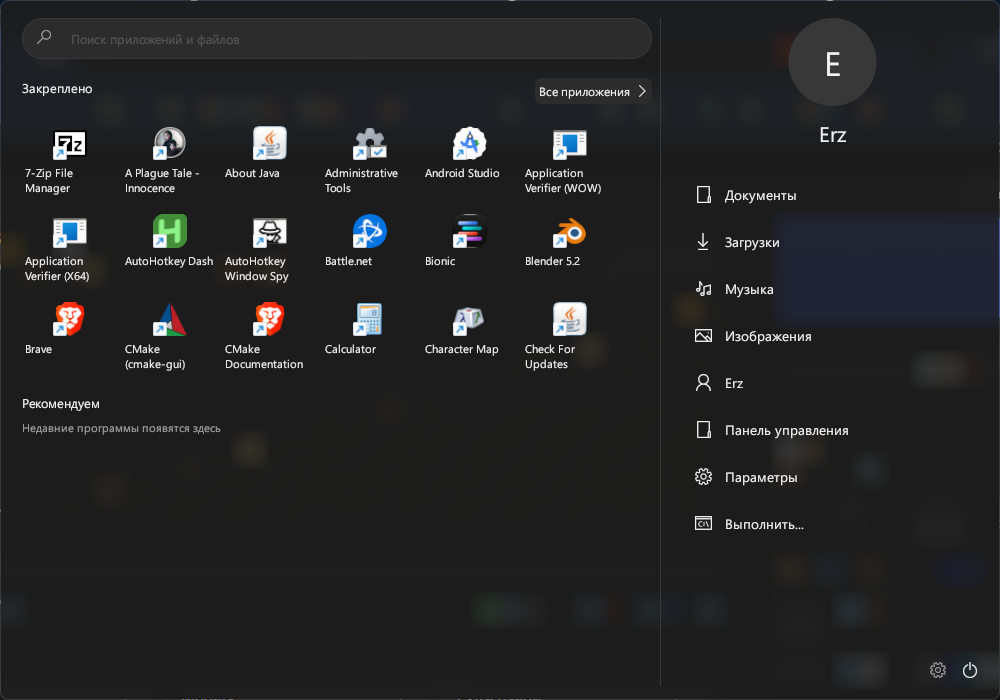 Поиск приложений и файлов
Закреплено
Все приложения
7-Zip File
Manager
A Plague Tale -
Innocence
About Java
Administrative
Tools
Android Studio
Application
Verifier (WOW)
Application
Verifier (X64)
AutoHotkey Dash
AutoHotkey
Window Spy
Battle.net
Bionic
Blender 5.2
Brave
CMake
(cmake-gui)
CMake
Documentation
Calculator
Character Map
Check For
Updates
Рекомендуем
Недавние программы появятся здесь
E
Erz
Документы
Загрузки
Музыка
Изображения
Erz
Панель управления
Параметры
Выполнить...